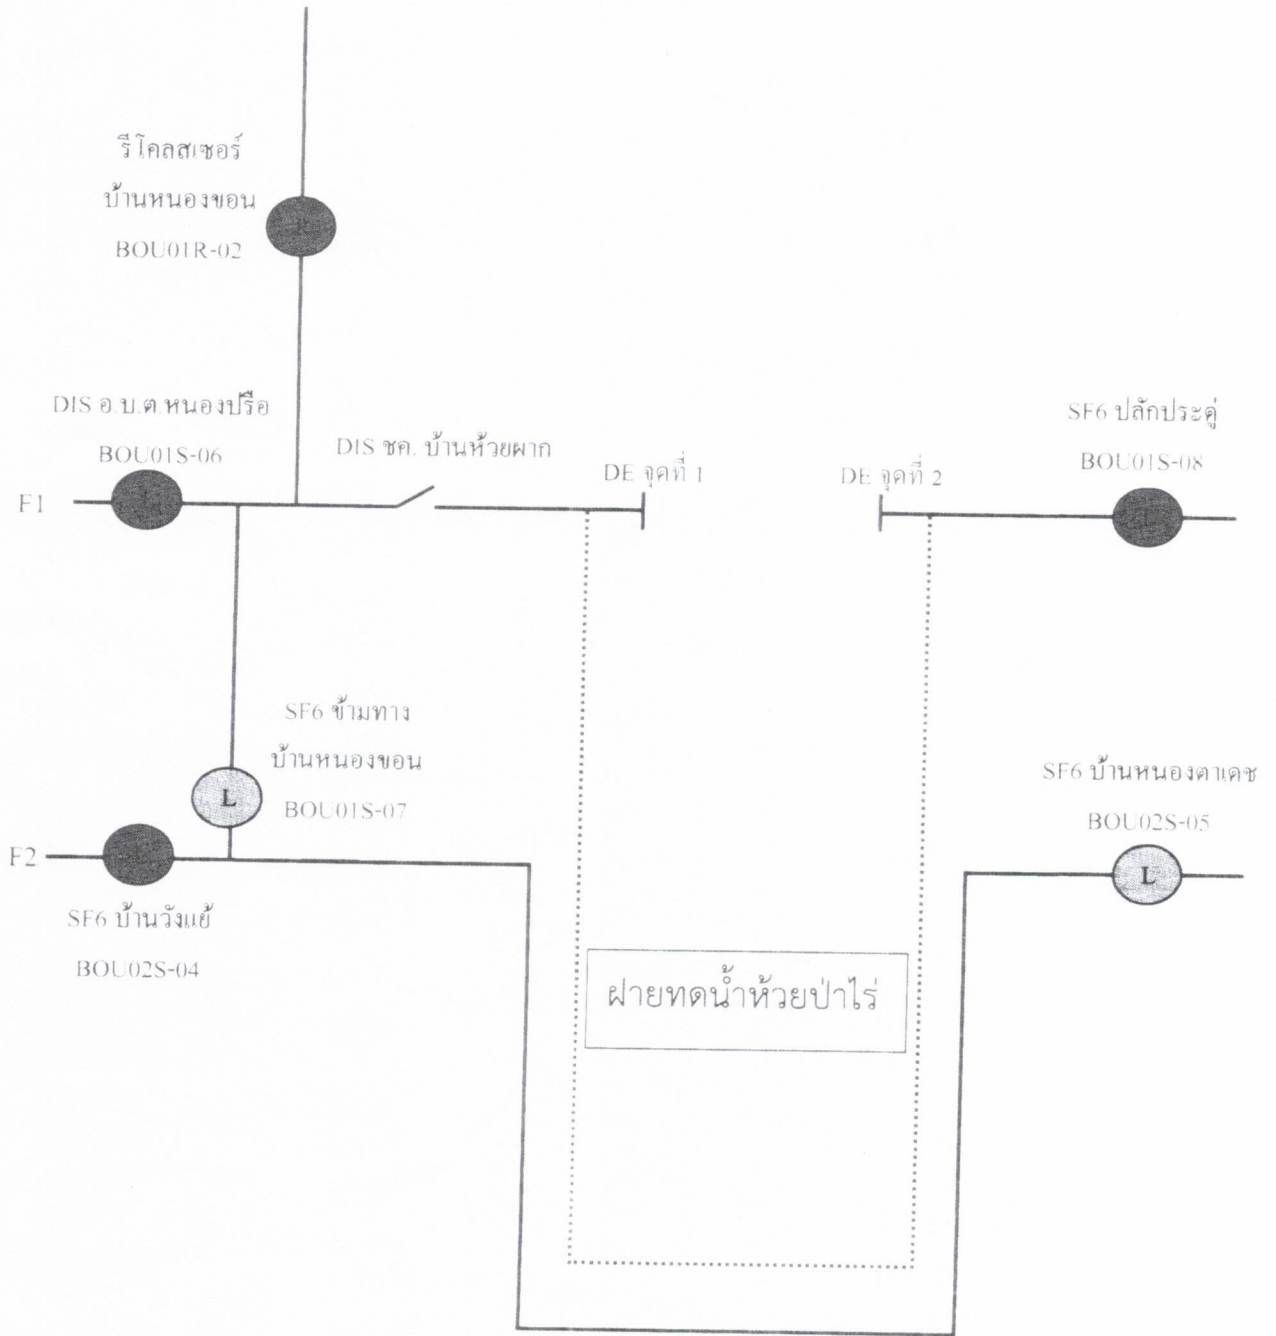 รีโคลสเซอร์
บ้านหนองขอน
BOU01R-02
R
DIS อ.บ.ต.หนองปรือ
BOU01S-06
DIS ชค. บ้านห้วยผาก
DE จุดที่ 1
DE จุดที่ 2
SF6 ปลักประดู่
BOU01S-08
F1
SF6 ข้ามทาง
บ้านหนองขอน
BOU01S-07
L
SF6 บ้านหนองตาเดช
BOU02S-05
L
F2
SF6 บ้านวังแย้
BOU02S-04
ฝายทดน้ำห้วยป่าไร่